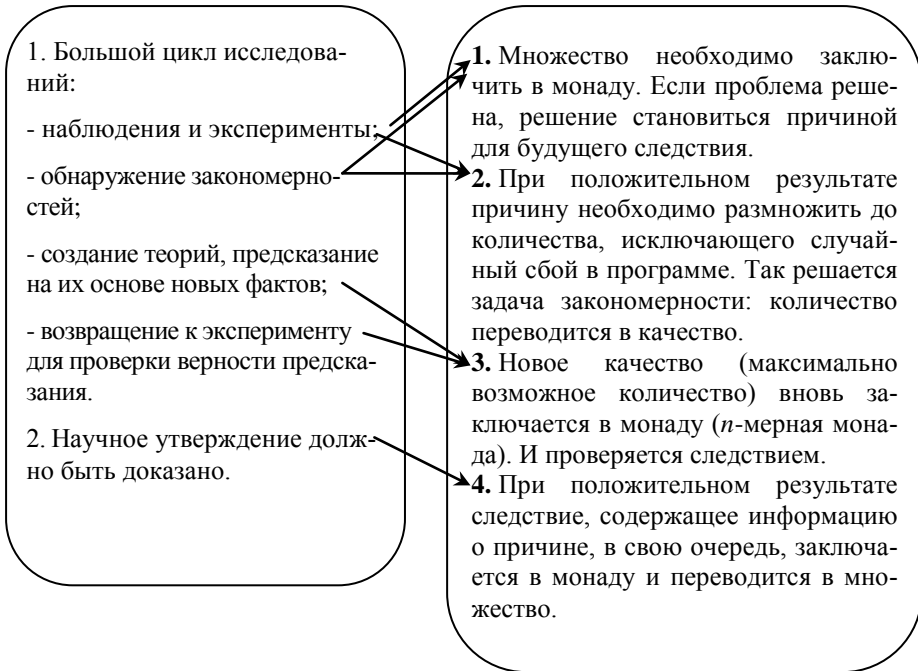 1. Большой цикл исследова-
ний:
- наблюдения и эксперименты;
- обнаружение закономерно-
стей;
- создание теорий, предсказание
на их основе новых фактов;
- возвращение к эксперименту
для проверки верности предска-
зания.
2. Научное утверждение долж-
но быть доказано.
1. Множество необходимо заклю-
чить в монаду. Если проблема реше-
на, решение становиться причиной
для будущего следствия.
2. При положительном результате
причину необходимо размножить до
количества, исключающего случай-
ный сбой в программе. Так решается
задача закономерности: количество
переводится в качество.
3. Новое качество (максимально
возможное количество) вновь за-
ключается в монаду (n-мерная мона-
да). И проверяется следствием.
4. При положительном результате
следствие, содержащее информацию
о причине, в свою очередь, заключа-
ется в монаду и переводится в мно-
жество.